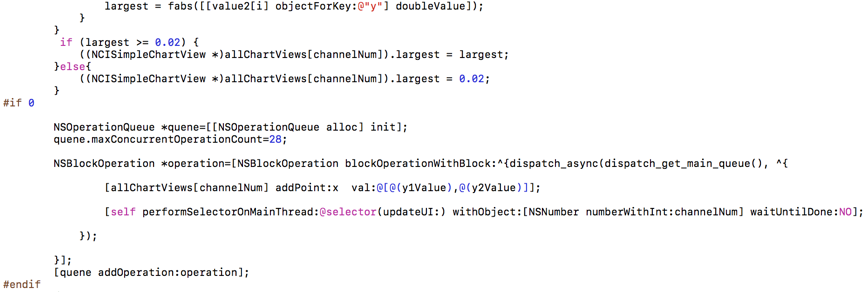 largest = fabs([[value2[i] objectForKey:@"y"] doubleValue]);
}
}
if (largest >= 0.02) {
((NCISimpleChartView *)allChartViews[channelNum]).largest = largest;
}else{
((NCISimpleChartView *)allChartViews[channelNum]).largest = 0.02;
}
#if 0
NSOperationQueue *quene=[[NSOperationQueue alloc] init];
quene.maxConcurrentOperationCount=28;
NSBlockOperation *operation=[NSBlockOperation blockOperationWithBlock:^{dispatch_async(dispatch_get_main_queue(), ^{
[allChartViews[channelNum] addPoint:x  val:@[@(y1Value),@(y2Value)]];
[self performSelectorOnMainThread:@selector(updateUI:) withObject:[NSNumber numberWithInt:channelNum] waitUntilDone:NO];
});
}];
[quene addOperation:operation];
#endif